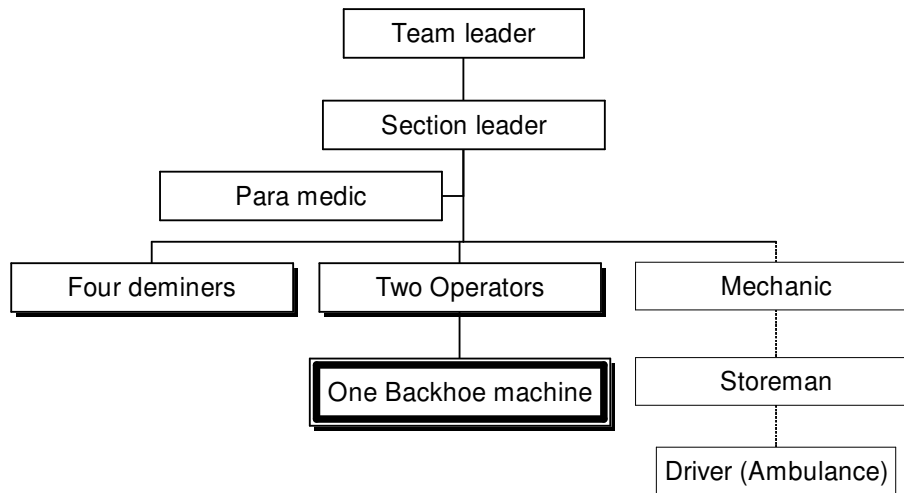 Team leader
Section leader
Para medic
Four deminers
Two Operators
Mechanic
One Backhoe machine
Storeman
Driver (Ambulance)